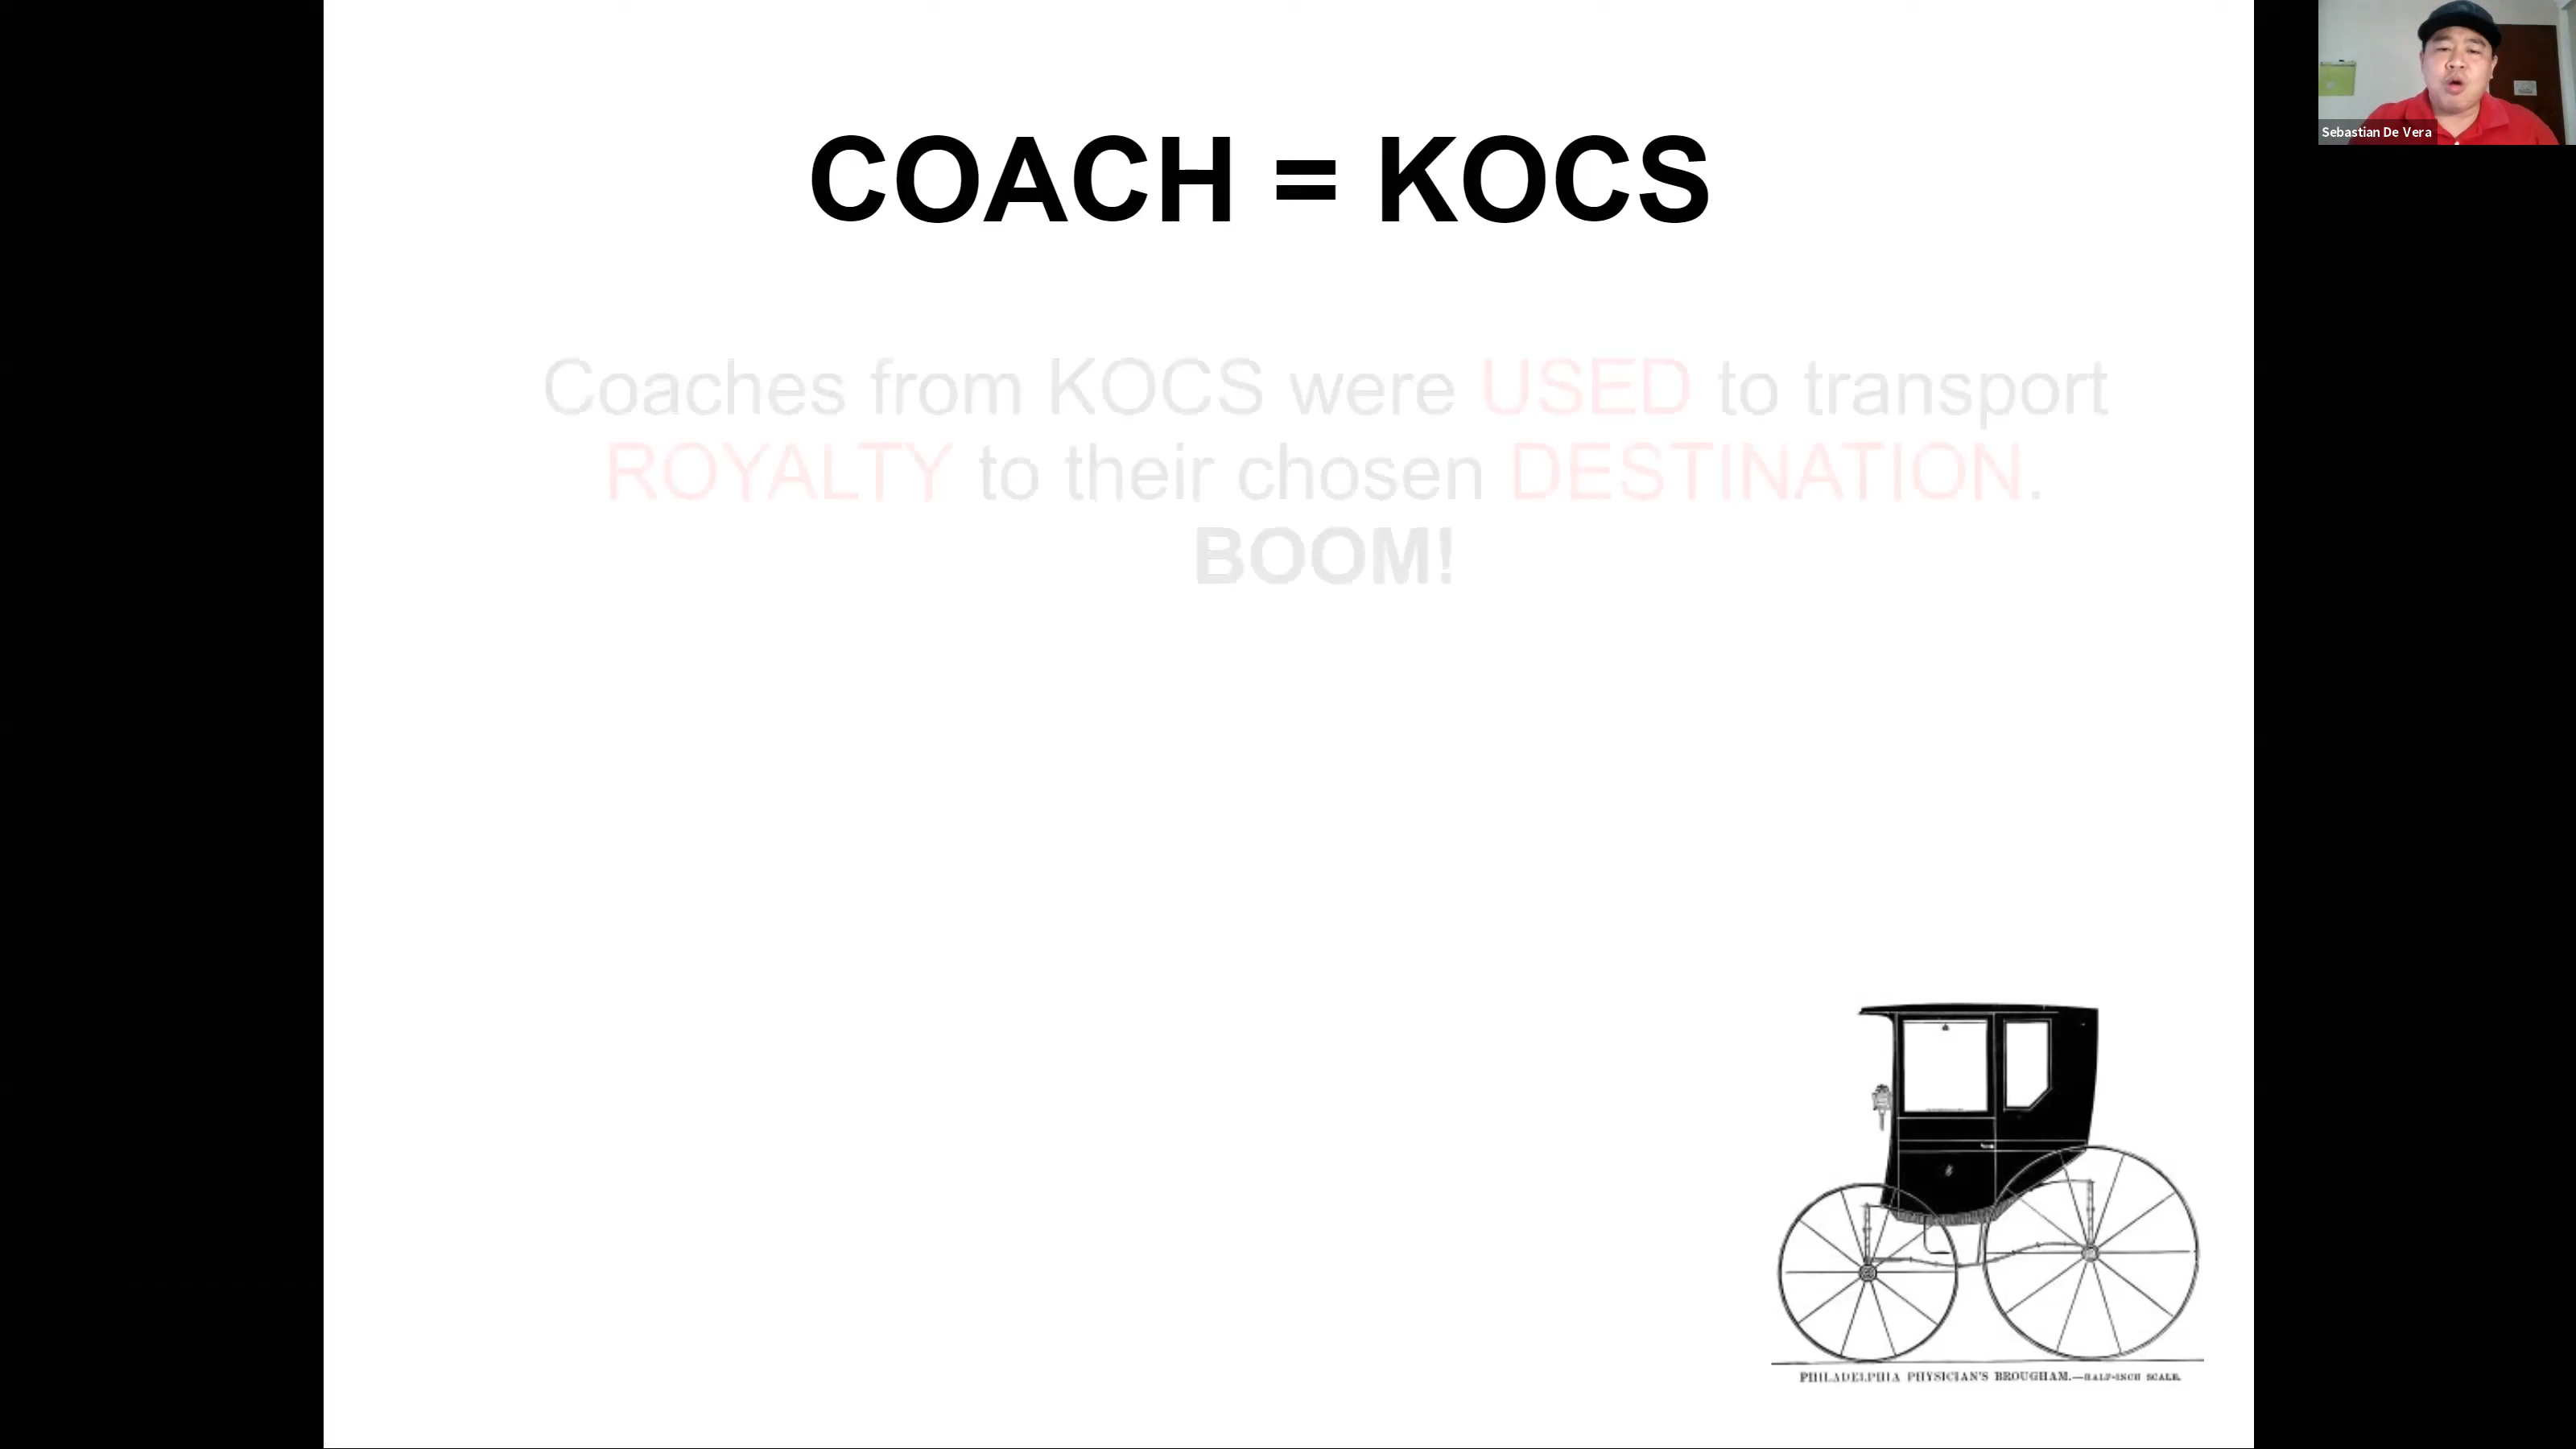 COACH = KOCS
Sebastian De Vera
Coaches from KOCS were USED to transport
ROYALTY to their chosen DESTINATION.
BOOM!
PHILADELPHIA PHYSICIAN'S BROUGHAM.—HALF-INCH SCALE.